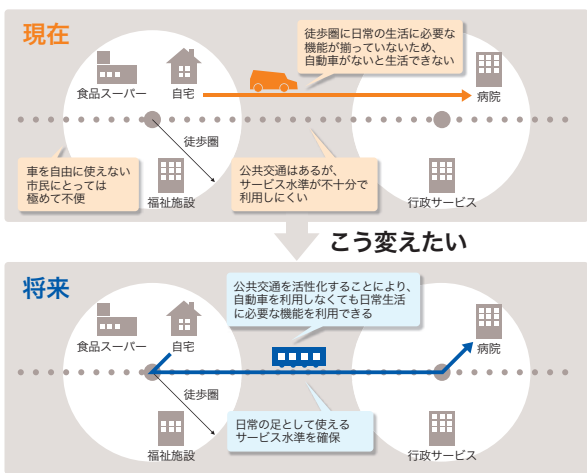 現在
徒歩圏に日常の生活に必要な
機能が揃っていないため、
自動車がないと生活できない
食品スーパー
自宅
病院
徒歩圏
車を自由に使えない
市民にとっては
極めて不便
福祉施設
公共交通はあるが、
サービス水準が不十分で
利用しにくい
行政サービス
こう変えたい
将来
公共交通を活性化することにより、
自動車を利用しなくても日常生活
に必要な機能を利用できる
食品スーパー
自宅
病院
徒歩圏
日常の足として使える
サービス水準を確保
福祉施設
行政サービス